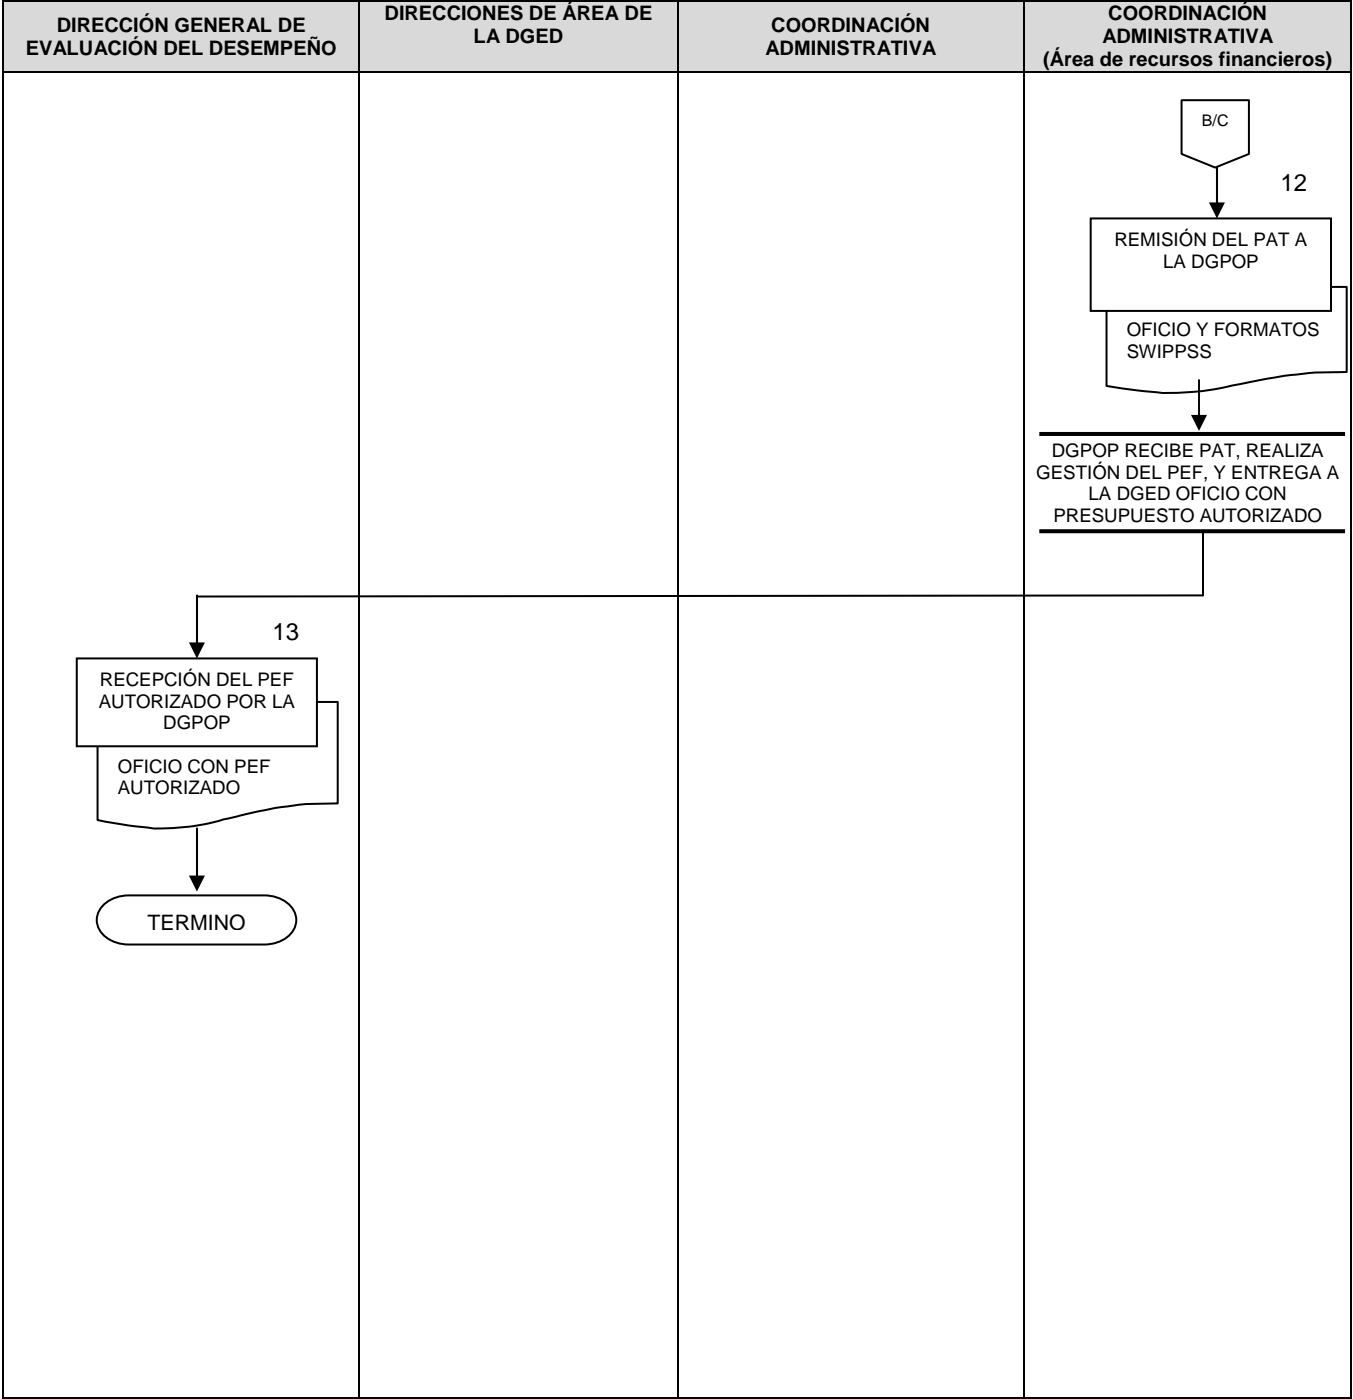 DIRECCIÓN GENERAL DE
EVALUACIÓN DEL DESEMPEÑO
DIRECCIONES DE ÁREA DE
LA DGED
COORDINACIÓN
ADMINISTRATIVA
COORDINACIÓN
ADMINISTRATIVA
(Área de recursos financieros)
B/C
12
REMISIÓN DEL PAT A
LA DGPOP
OFICIO Y FORMATOS
SWIPPSS
DGPOP RECIBE PAT, REALIZA
GESTIÓN DEL PEF, Y ENTREGA A
LA DGED OFICIO CON
PRESUPUESTO AUTORIZADO
13
RECEPCIÓN DEL PEF
AUTORIZADO POR LA
DGPOP
OFICIO CON PEF
AUTORIZADO
TERMINO